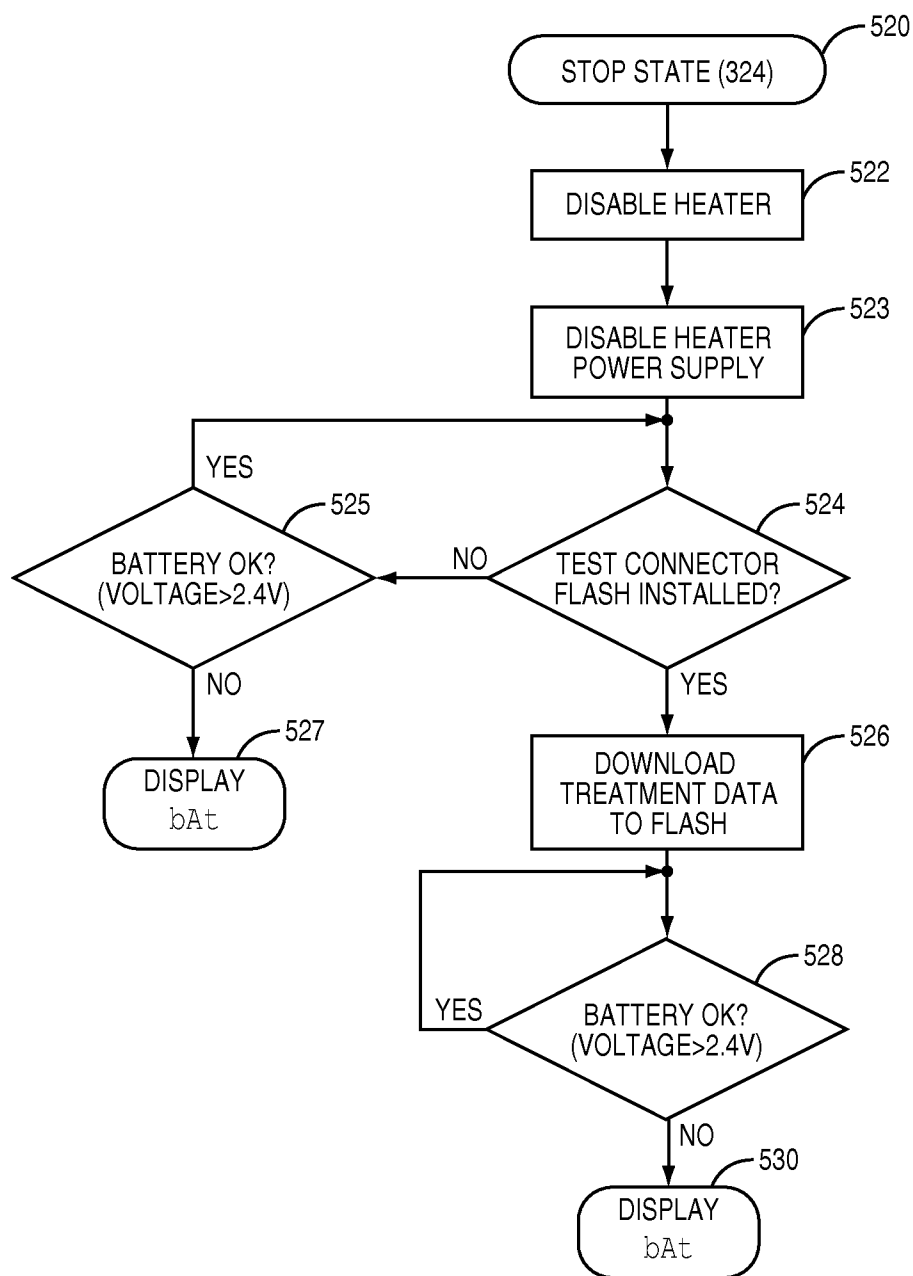 520
STOP STATE (324)
522
DISABLE HEATER
523
DISABLE HEATER
POWER SUPPLY
YES
525
BATTERY OK?
(VOLTAGE>2.4V)
NO
524
TEST CONNECTOR
FLASH INSTALLED?
NO
YES
527
DISPLAY
bAt
526
DOWNLOAD
TREATMENT DATA
TO FLASH
528
YES
BATTERY OK?
(VOLTAGE>2.4V)
NO
530
DISPLAY
bAt